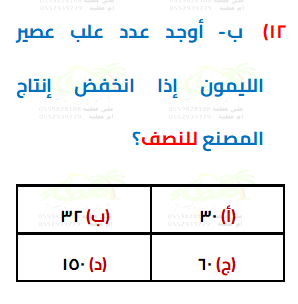 ١٢) ب- أوجد عدد علب عصير
الليمون إذا انخفض إنتاج
المصنع للنصف؟
(أ) ٣٠ (ب) ٣٢
(ج) ٦٠ (د) ١٥٠